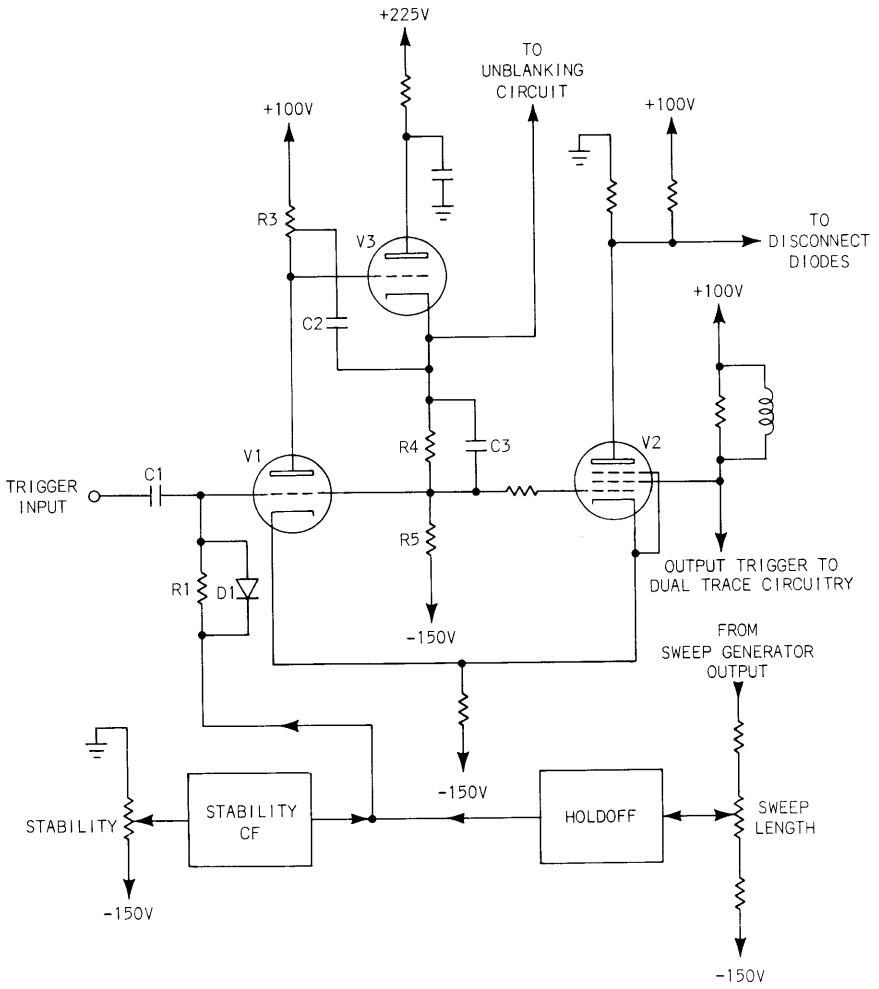 +225V
TO
UNBLANKING
CIRCUIT
+100V
+100V
R3
V3
TO
DISCONNECT
DIODES
C2
+100V
V1
R4
C3
V2
C1
TRIGGER
INPUT
R5
R1
D1
OUTPUT TRIGGER TO
DUAL TRACE CIRCUITRY
-150V
FROM
SWEEP GENERATOR
OUTPUT
-150V
STABILITY
STABILITY
CF
HOLDOFF
SWEEP
LENGTH
-150V
-150V